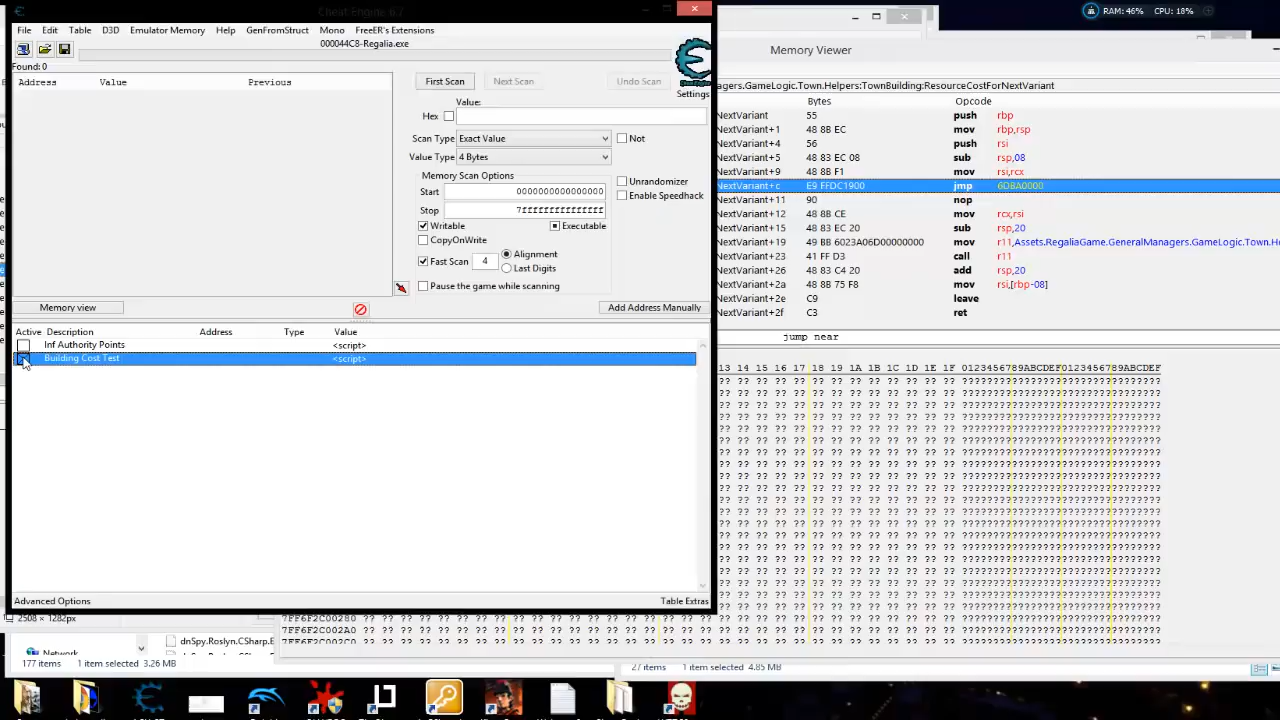 Cheat Engine 6.7
RAM: 46% CPU: 18%
File Edit Table D3D Emulator Memory Help GenFromStruct Mono FreeER's Extensions
000044C8-Regalia.exe
Memory Viewer
Found: 0
Address Value Previous
First Scan Next Scan Undo Scan
Settings
Value:
Hex
Scan Type Exact Value Not
Value Type 4 Bytes
Memory Scan Options
Start 0000000000000000
Stop 7fffffffffffffff
Unrandomizer
Enable Speedhack
Writable Executable
CopyOnWrite
Fast Scan 4 Alignment
Last Digits
Pause the game while scanning
Memory view Add Address Manually
Active Description Address Type Value
Inf Authority Points <script>
Building Cost Test <script>
Advanced Options Table Extras
agers.GameLogic.Town.Helpers:TownBuilding:ResourceCostForNextVariant
Bytes Opcode
NextVariant 55 push rbp
NextVariant+1 48 8B EC mov rbp,rsp
NextVariant+4 56 push rsi
NextVariant+5 48 83 EC 08 sub rsp,08
NextVariant+9 48 8B F1 mov rsi,rcx
NextVariant+c E9 FFDC1900 jmp 6DBA0000
NextVariant+11 90 nop
NextVariant+12 48 8B CE mov rcx,rsi
NextVariant+15 48 83 EC 20 sub rsp,20
NextVariant+19 49 BB 6023A06D00000000 mov r11,Assets.RegaliaGame.GeneralManagers.GameLogic.Town.He
NextVariant+23 41 FF D3 call r11
NextVariant+26 48 83 C4 20 add rsp,20
NextVariant+2a 48 8B 75 F8 mov rsi,[rbp-08]
NextVariant+2e C9 leave
NextVariant+2f C3 ret
jump near
13 14 15 16 17 18 19 1A 1B 1C 1D 1E 1F 0123456789ABCDEF0123456789ABCDEF
?? ?? ?? ?? ?? ?? ?? ?? ?? ?? ?? ?? ?? ????????????????????????????????
2508 × 1282px
7FF6F2C00280 ?? ?? ?? ??
7FF6F2C002A0 ?? ?? ?? ??
7FF6F2C002C0 ?? ?? ?? ??
Network
dnSpy.Roslyn.CSharp.E
177 items 1 item selected 3.26 MB
27 items 1 item selected 4.85 MB